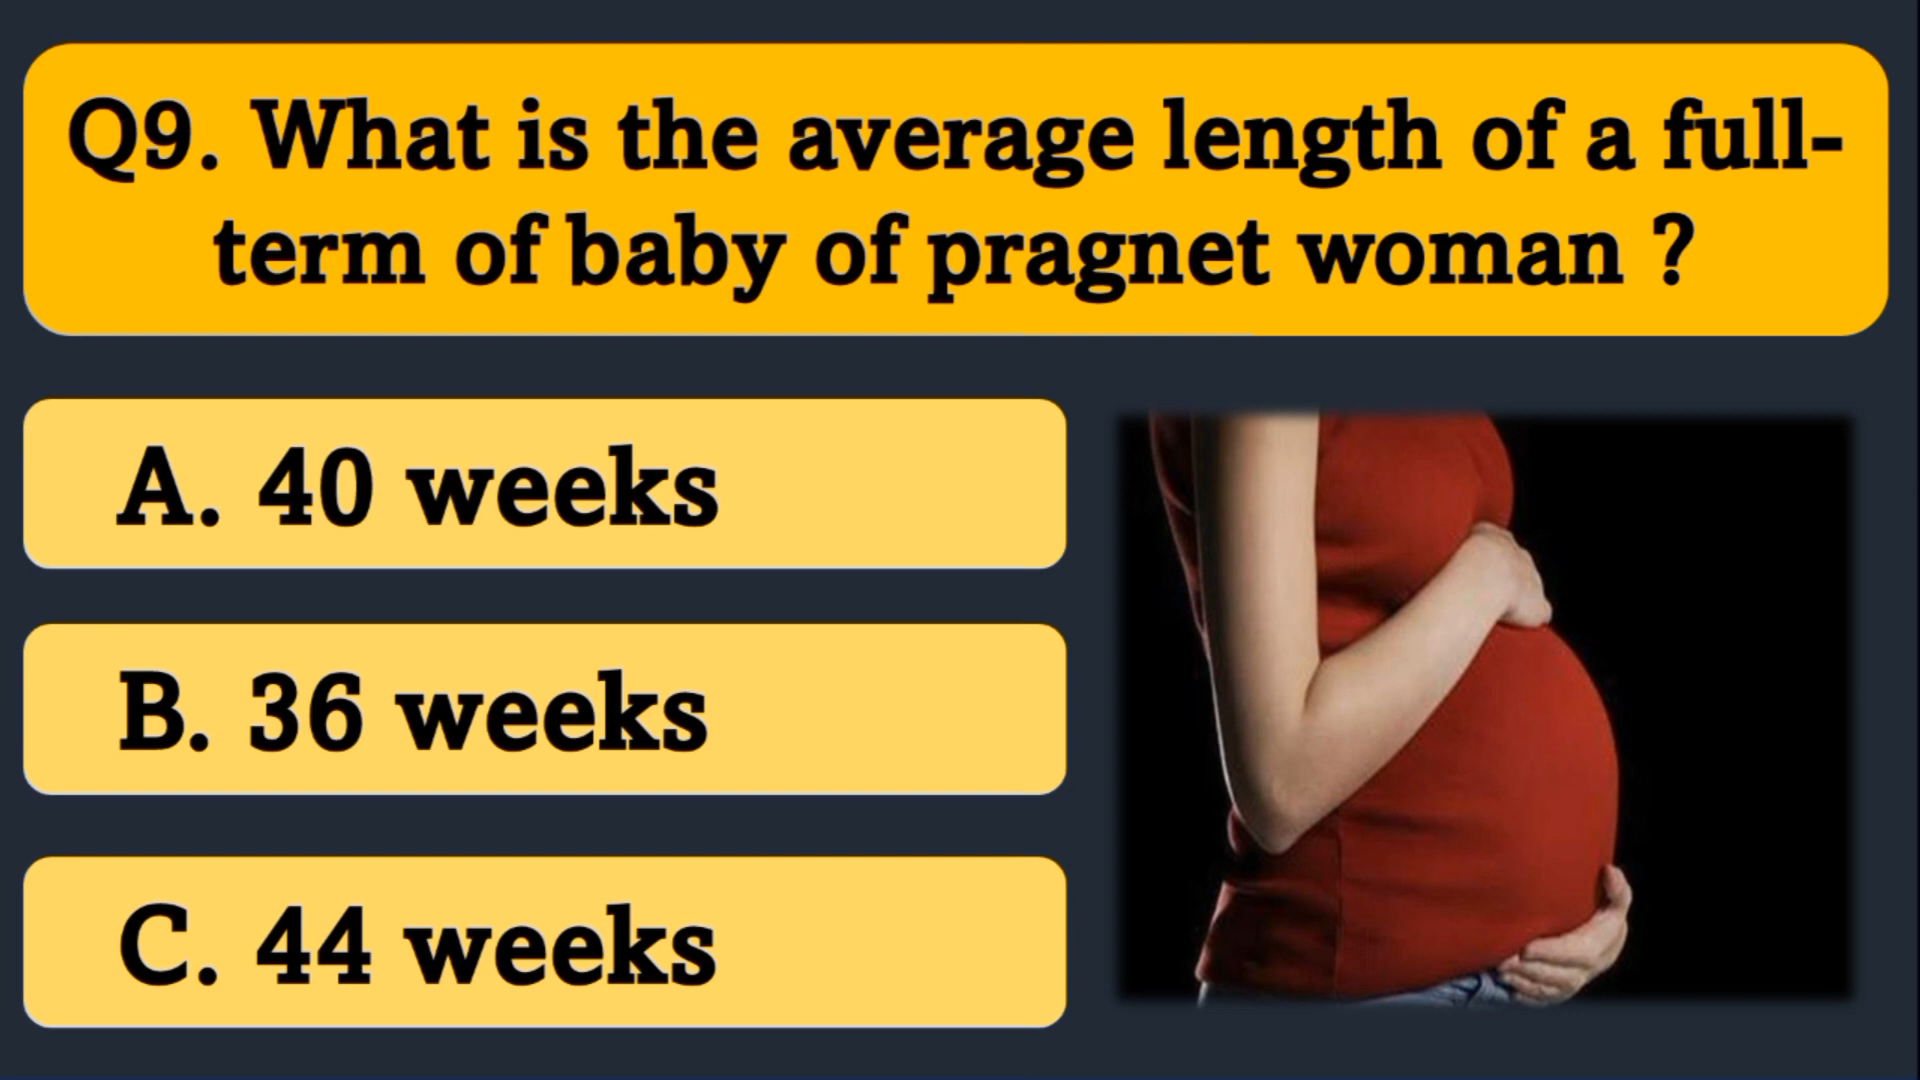 Q9. What is the average length of a full-
term of baby of pragnet woman ?
A. 40 weeks
B. 36 weeks
C. 44 weeks